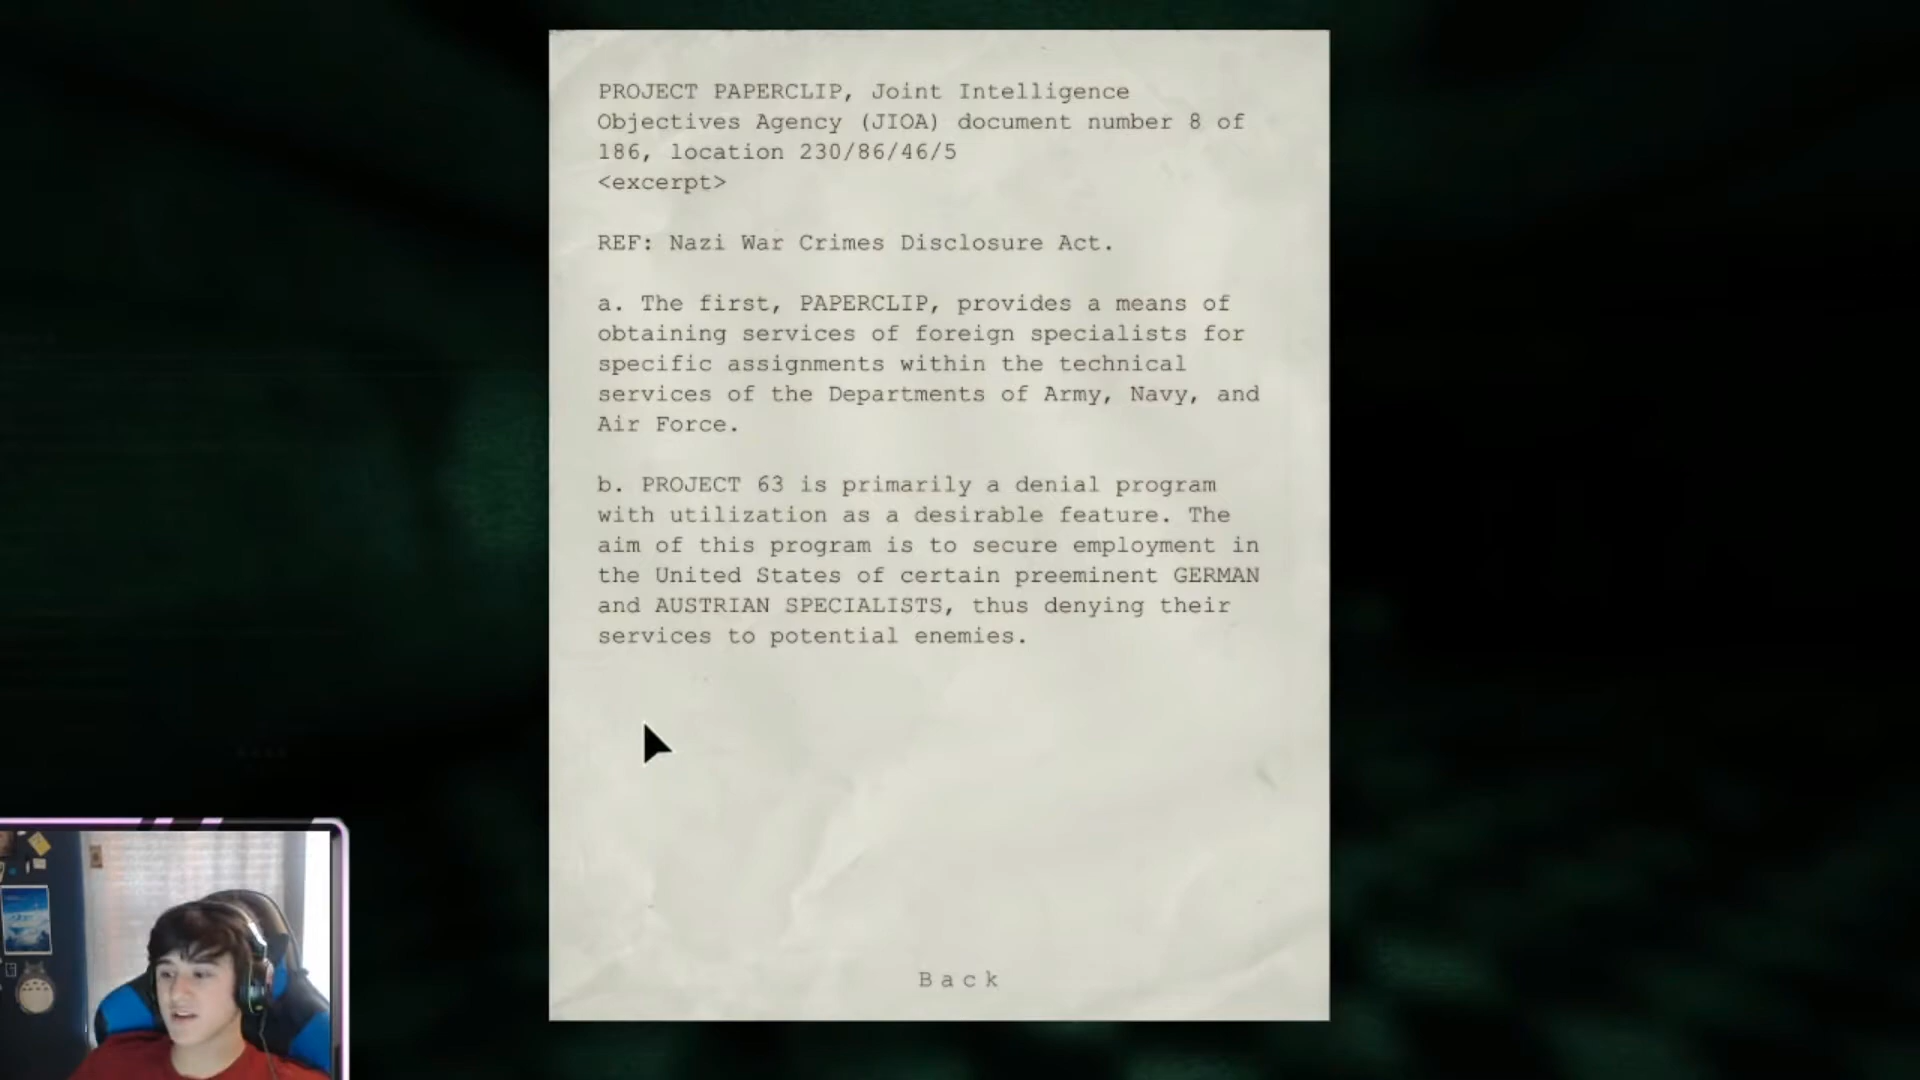 PROJECT PAPERCLIP, Joint Intelligence
Objectives Agency (JIOA) document number 8 of
186, location 230/86/46/5
<excerpt>
REF: Nazi War Crimes Disclosure Act.
a. The first, PAPERCLIP, provides a means of
obtaining services of foreign specialists for
specific assignments within the technical
services of the Departments of Army, Navy, and
Air Force.
b. PROJECT 63 is primarily a denial program
with utilization as a desirable feature. The
aim of this program is to secure employment in
the United States of certain preeminent GERMAN
and AUSTRIAN SPECIALISTS, thus denying their
services to potential enemies.
Back